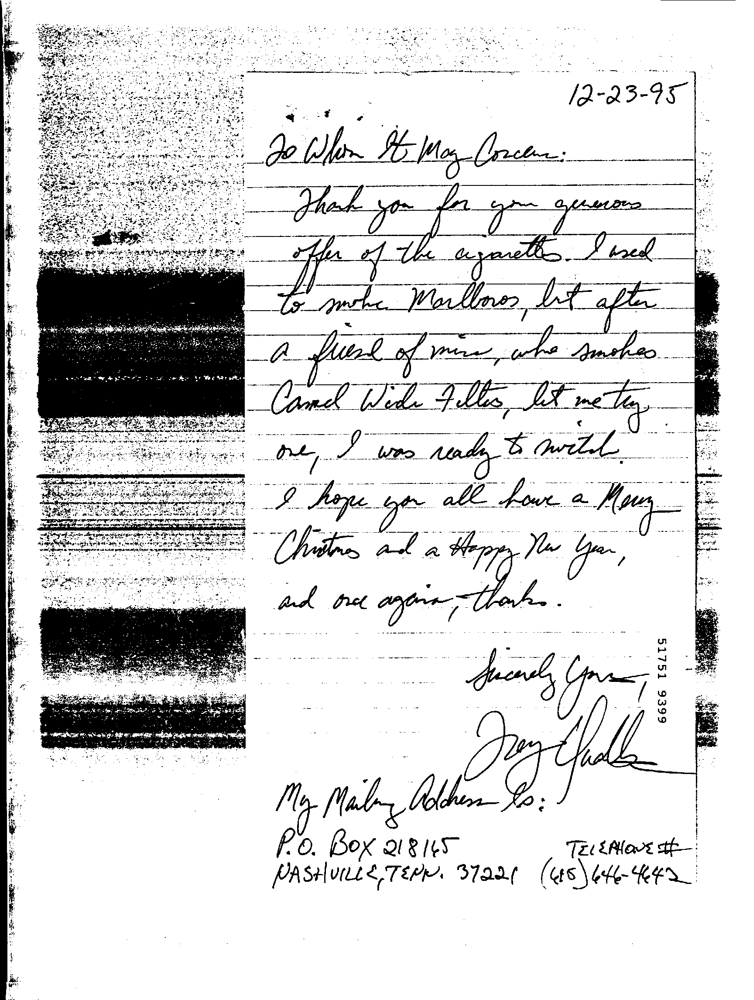 12-23-95
To Whom It May Concern:
Thank you for your generous
offer of the cigarettes. I used
to smoke Marlboros, but after
a friend of mine, who smokes
Camel Wide Filters, let me try
one, I was ready to switch.
I hope you all have a Merry
Christmas and a Happy New Year,
and once again, thanks.
Sincerely Yours,
51751 9399
My Mailing Address Is:
P.O. BOX 218145
TELEPHONE #
NASHVILLE, TENN. 37221 (615) 646-4642